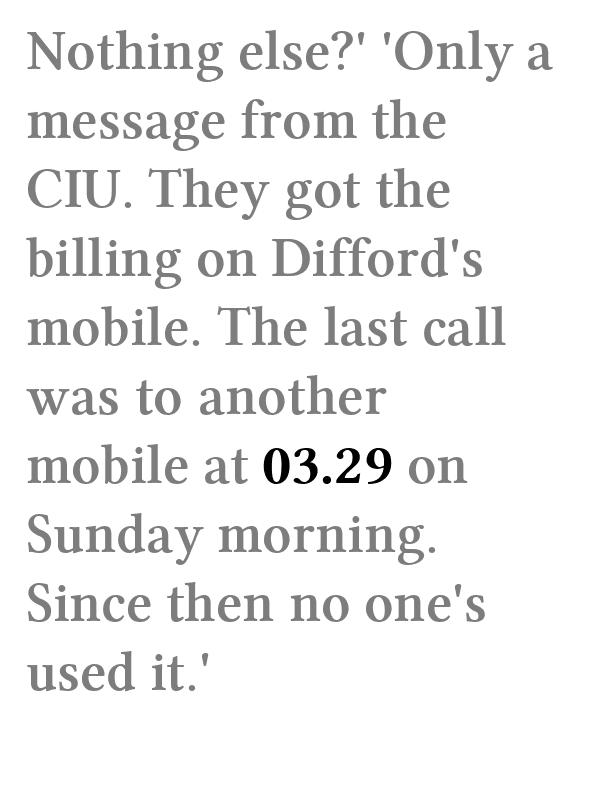 Nothing else?' 'Only a
message from the
CIU. They got the
billing on Difford's
mobile. The last call
was to another
mobile at 03.29 on
Sunday morning.
Since then no one's
used it.'